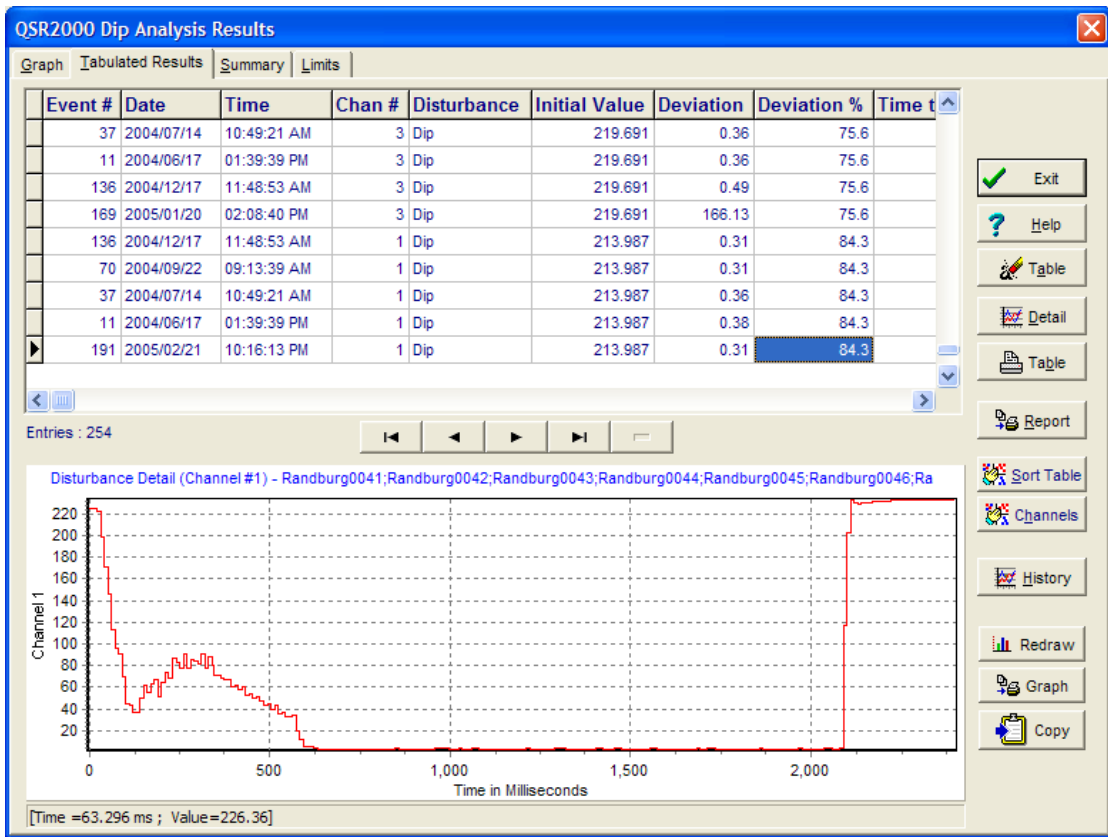 QSR2000 Dip Analysis Results
Graph Tabulated Results Summary Limits
Event # Date Time Chan # Disturbance Initial Value Deviation Deviation % Time t
37 2004/07/14 10:49:21 AM 3 Dip 219.691 0.36 75.6
11 2004/06/17 01:39:39 PM 3 Dip 219.691 0.36 75.6
136 2004/12/17 11:48:53 AM 3 Dip 219.691 0.49 75.6
169 2005/01/20 02:08:40 PM 3 Dip 219.691 166.13 75.6
136 2004/12/17 11:48:53 AM 1 Dip 213.987 0.31 84.3
70 2004/09/22 09:13:39 AM 1 Dip 213.987 0.31 84.3
37 2004/07/14 10:49:21 AM 1 Dip 213.987 0.36 84.3
11 2004/06/17 01:39:39 PM 1 Dip 213.987 0.38 84.3
191 2005/02/21 10:16:13 PM 1 Dip 213.987 0.31 84.3
Entries : 254
Exit
Help
Table
Detail
Table
Report
Sort Table
Channels
History
Redraw
Graph
Copy
Disturbance Detail (Channel #1) - Randburg0041;Randburg0042;Randburg0043;Randburg0044;Randburg0045;Randburg0046;Ra
Channel 1
220
200
180
160
140
120
100
80
60
40
20
0 500 1,000 1,500 2,000
Time in Milliseconds
[Time =63.296 ms ; Value=226.36]